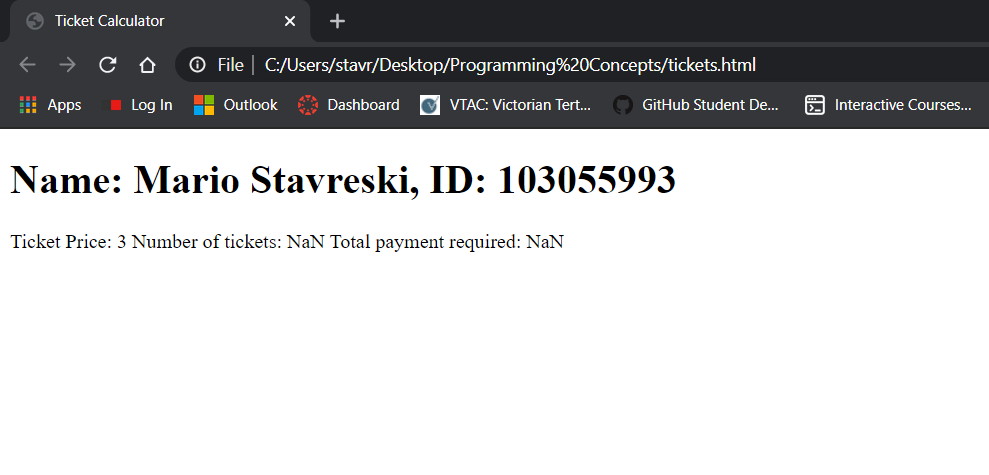 Ticket Calculator
File | C:/Users/stavr/Desktop/Programming%20Concepts/tickets.html
Apps Log In Outlook Dashboard VTAC: Victorian Tert... GitHub Student De... Interactive Courses...
Name: Mario Stavreski, ID: 103055993
Ticket Price: 3 Number of tickets: NaN Total payment required: NaN